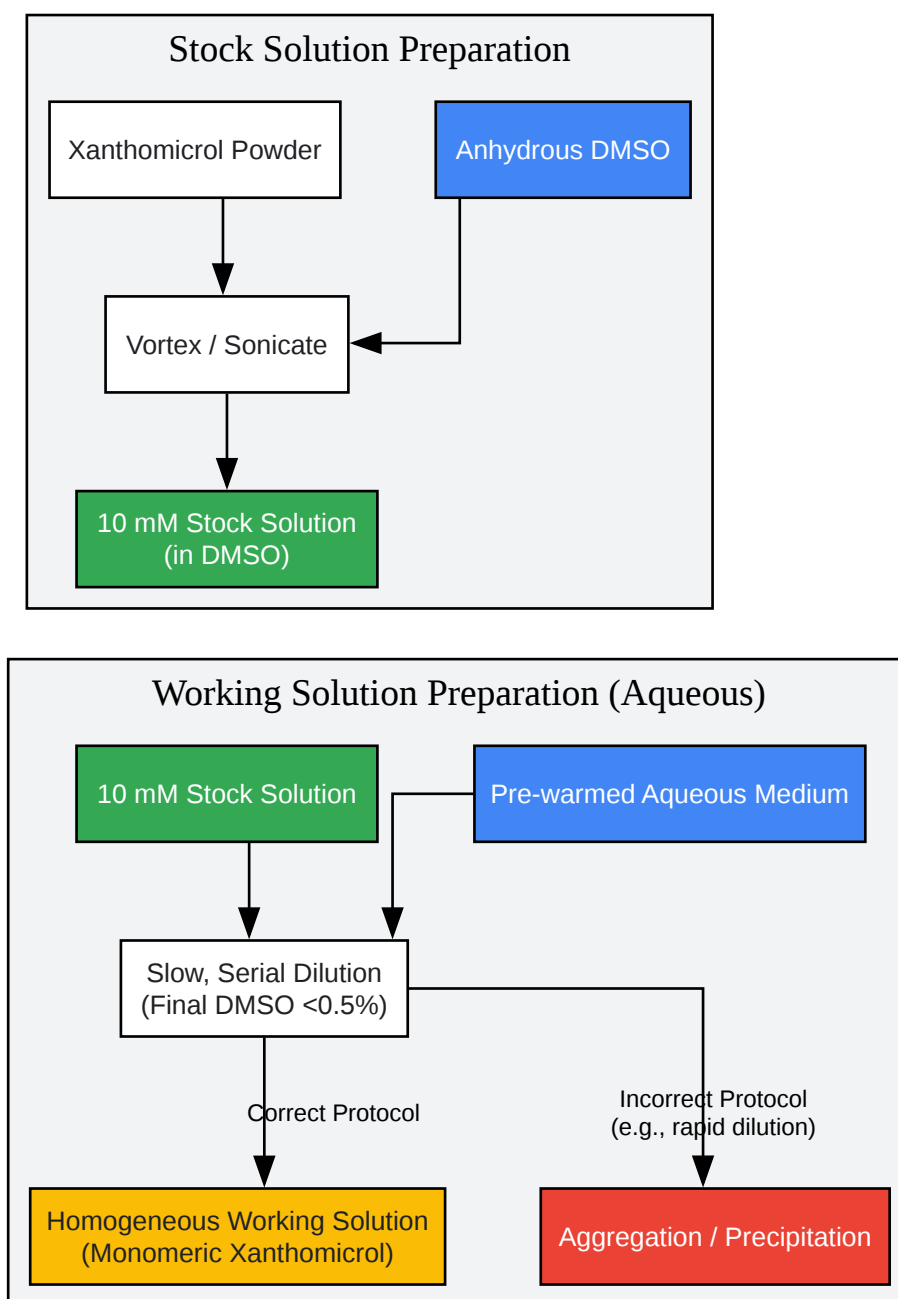 Stock Solution Preparation
Xanthomicrol Powder
Anhydrous DMSO
Vortex / Sonicate
10 mM Stock Solution
(in DMSO)
Working Solution Preparation (Aqueous)
10 mM Stock Solution
Pre-warmed Aqueous Medium
Slow, Serial Dilution
(Final DMSO <0.5%)
Correct Protocol
Incorrect Protocol
(e.g., rapid dilution)
Homogeneous Working Solution
(Monomeric Xanthomicrol)
Aggregation / Precipitation